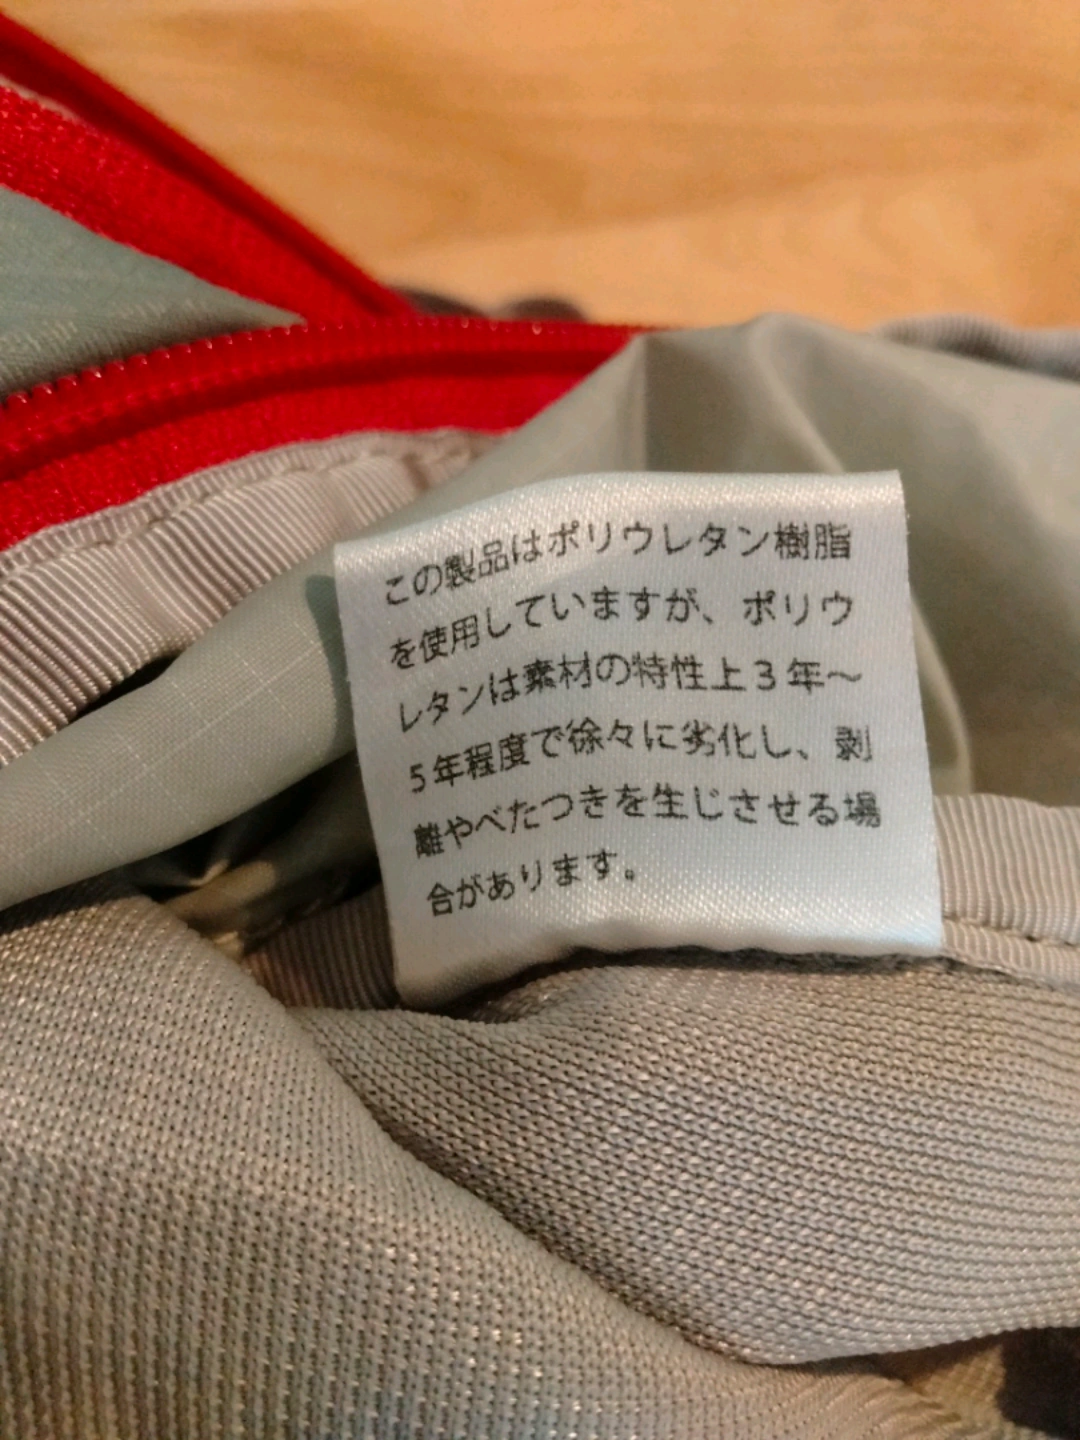 この製品はポリウレタン樹脂
を使用していますが、ポリウ
レタンは素材の特性上3年～
5年程度で徐々に劣化し、剥
離やべたつきを生じさせる場
合があります。